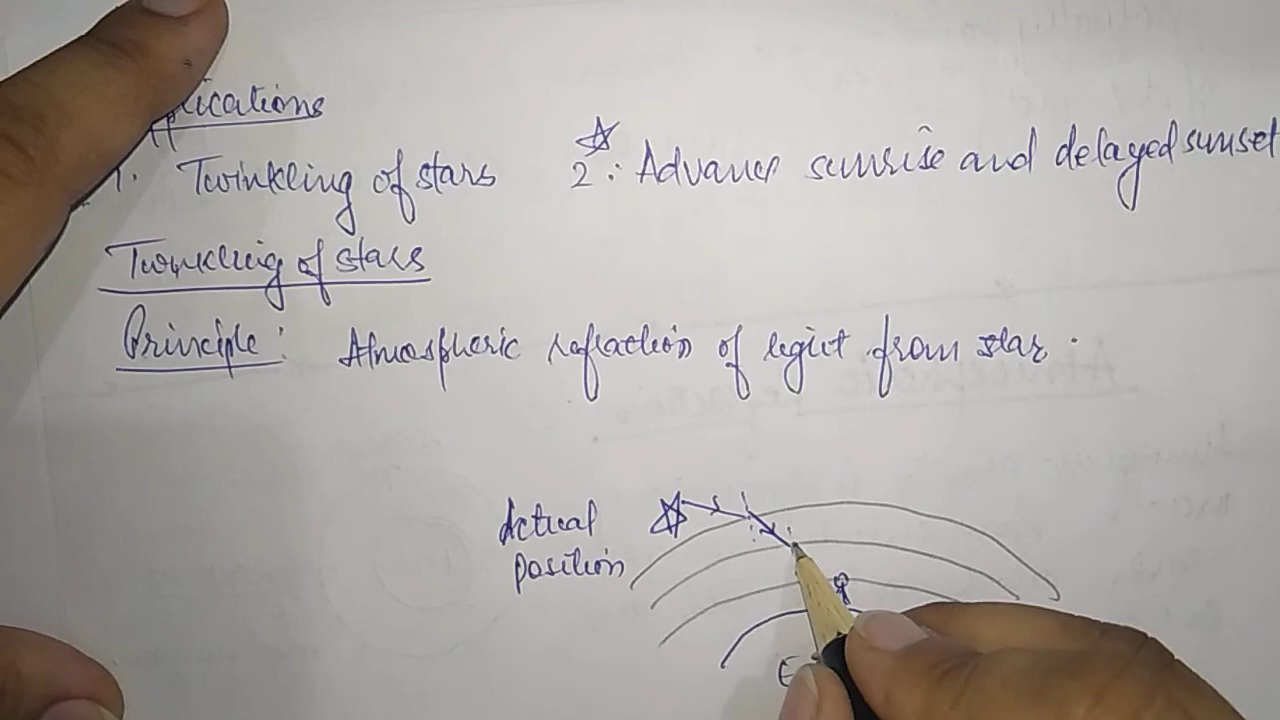 plications
1. Twinkling of stars 2: Advance sunrise and delayed sunset
Twinkling of stars
Principle: Atmospheric refraction of light from star.
Actual
position
E